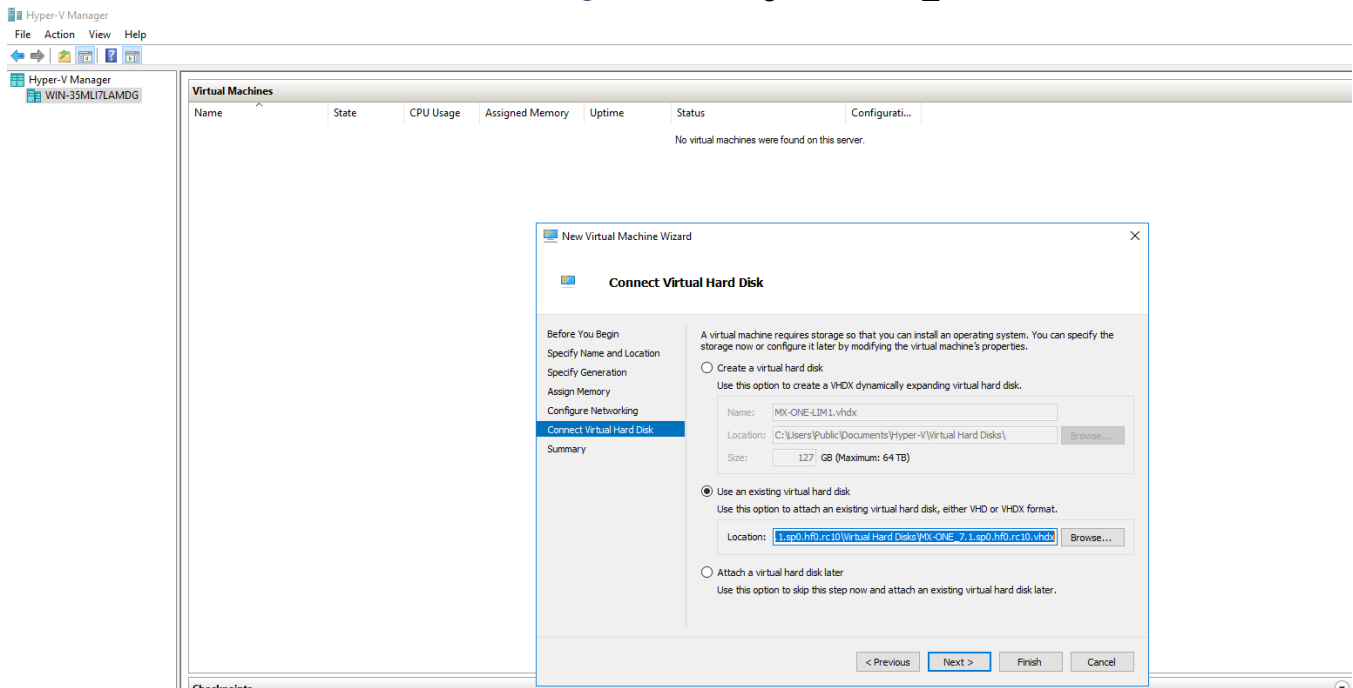 Hyper-V Manager
File Action View Help
Hyper-V Manager
WIN-35MLI7LAMDG
Virtual Machines
Name State CPU Usage Assigned Memory Uptime Status Configurati...
No virtual machines were found on this server.
New Virtual Machine Wizard
Connect Virtual Hard Disk
Before You Begin
Specify Name and Location
Specify Generation
Assign Memory
Configure Networking
Connect Virtual Hard Disk
Summary
A virtual machine requires storage so that you can install an operating system. You can specify the
storage now or configure it later by modifying the virtual machine's properties.
Create a virtual hard disk
Use this option to create a VHDX dynamically expanding virtual hard disk.
Name: MX-ONE-LIM1.vhdx
Location: C:\Users\Public\Documents\Hyper-V\Virtual Hard Disks\ Browse...
Size: 127 GB (Maximum: 64 TB)
Use an existing virtual hard disk
Use this option to attach an existing virtual hard disk, either VHD or VHDX format.
Location: .1.sp0.hf0.rc10\Virtual Hard Disks\MX-ONE_7.1.sp0.hf0.rc10.vhdx Browse...
Attach a virtual hard disk later
Use this option to skip this step now and attach an existing virtual hard disk later.
< Previous Next > Finish Cancel